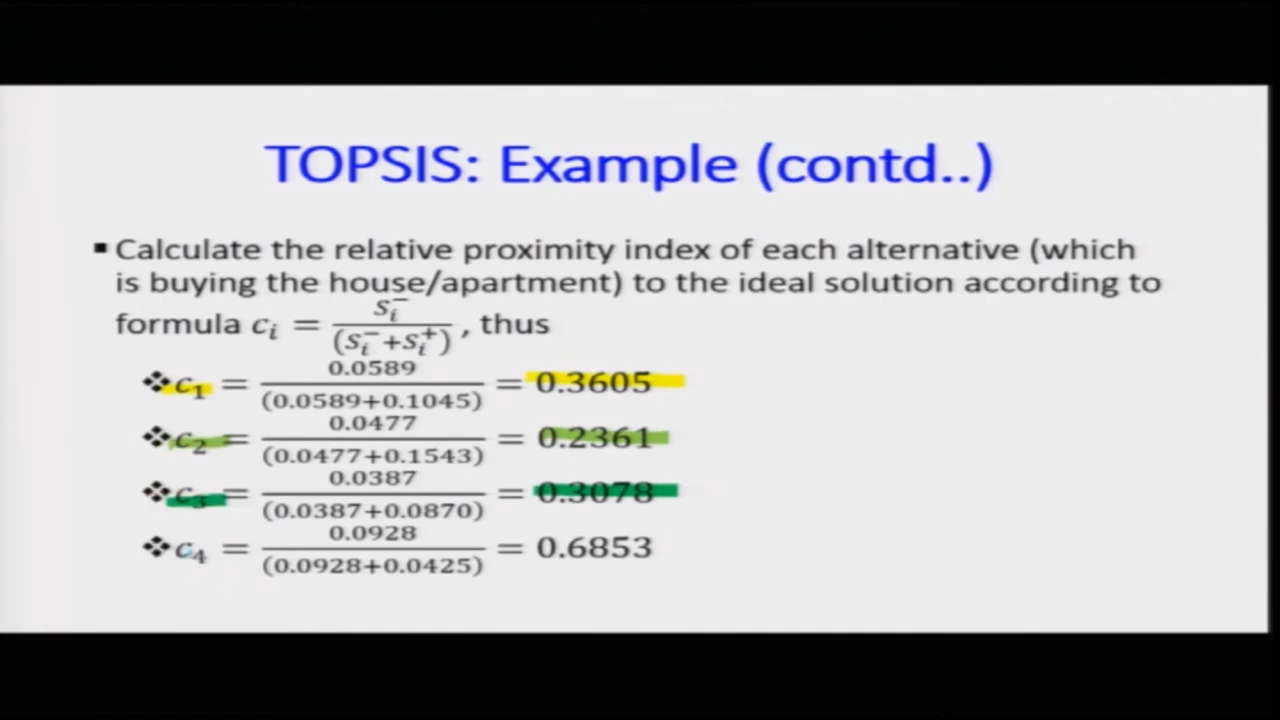 TOPSIS: Example (contd..)
▪ Calculate the relative proximity index of each alternative (which
is buying the house/apartment) to the ideal solution according to
formula c_i = s_i^- / (s_i^- + s_i^+) , thus
❖ c_1 = 0.0589 / (0.0589+0.1045) = 0.3605
❖ c_2 = 0.0477 / (0.0477+0.1543) = 0.2361
❖ c_3 = 0.0387 / (0.0387+0.0870) = 0.3078
❖ c_4 = 0.0928 / (0.0928+0.0425) = 0.6853